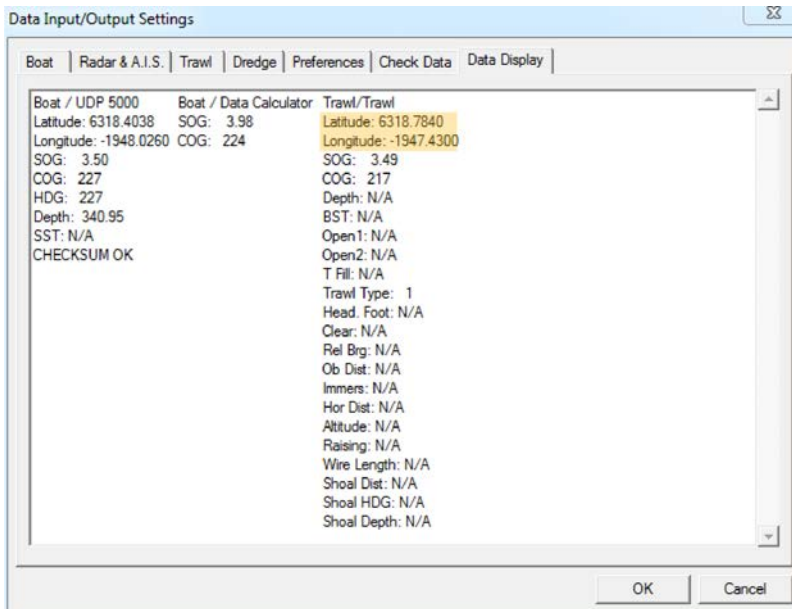 Data Input/Output Settings
Boat Radar & A.I.S. Trawl Dredge Preferences Check Data Data Display
Boat / UDP 5000 Boat / Data Calculator Trawl/Trawl
Latitude: 6318.4038 SOG: 3.98 Latitude: 6318.7840
Longitude: -1948.0260 COG: 224 Longitude: -1947.4300
SOG: 3.50 SOG: 3.49
COG: 227 COG: 217
HDG: 227 Depth: N/A
Depth: 340.95 BST: N/A
SST: N/A Open1: N/A
CHECKSUM OK Open2: N/A
T Fill: N/A
Trawl Type: 1
Head. Foot: N/A
Clear: N/A
Rel Brg: N/A
Ob Dist: N/A
Immers: N/A
Hor Dist: N/A
Altitude: N/A
Raising: N/A
Wire Length: N/A
Shoal Dist: N/A
Shoal HDG: N/A
Shoal Depth: N/A
OK Cancel